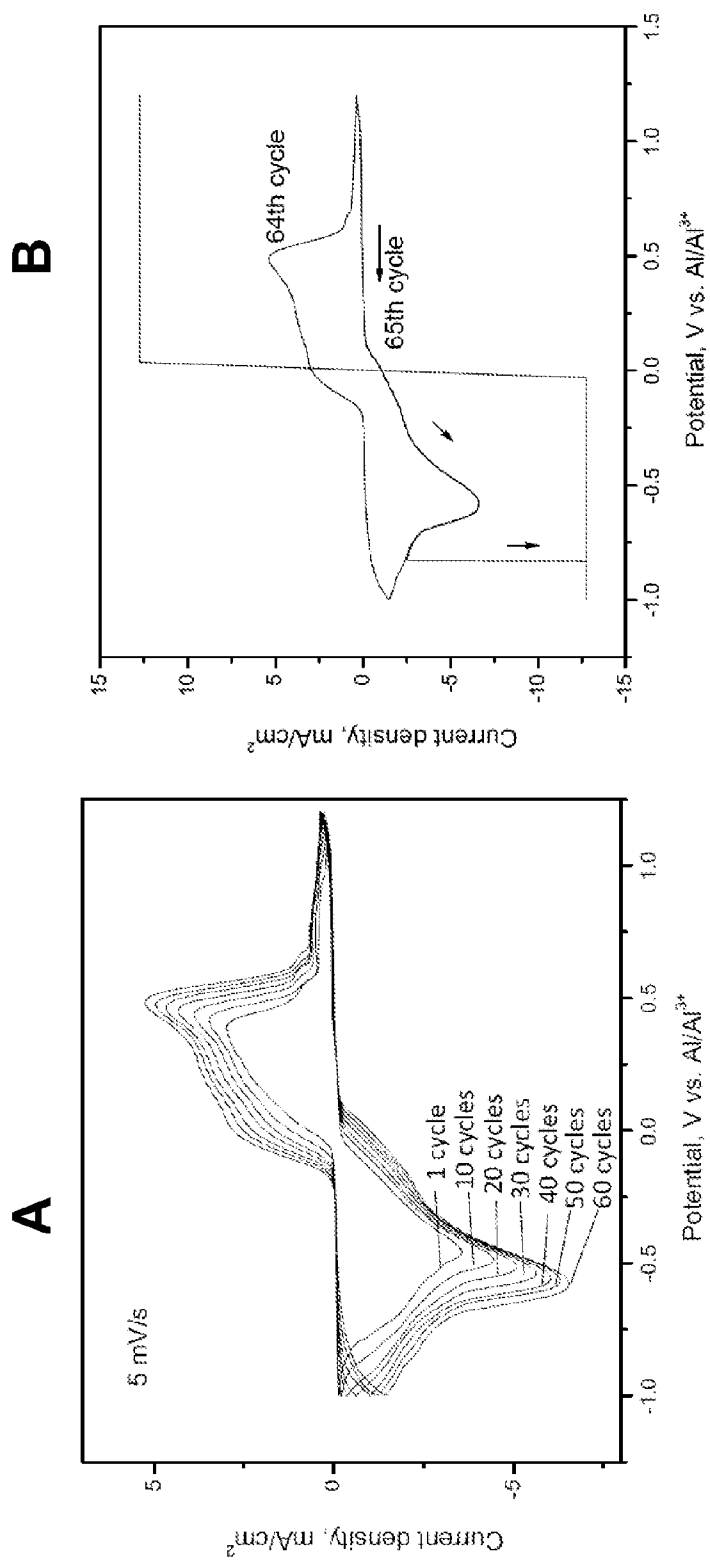 A
5 mV/s
1 cycle
10 cycles
20 cycles
30 cycles
40 cycles
50 cycles
60 cycles
5
0
-5
Current density, mA/cm²
-1.0
-0.5
0.0
0.5
1.0
Potential, V vs. Al/Al³⁺
B
64th cycle
65th cycle
15
10
5
0
-5
-10
-15
Current density, mA/cm²
-1.0
-0.5
0.0
0.5
1.0
1.5
Potential, V vs. Al/Al³⁺